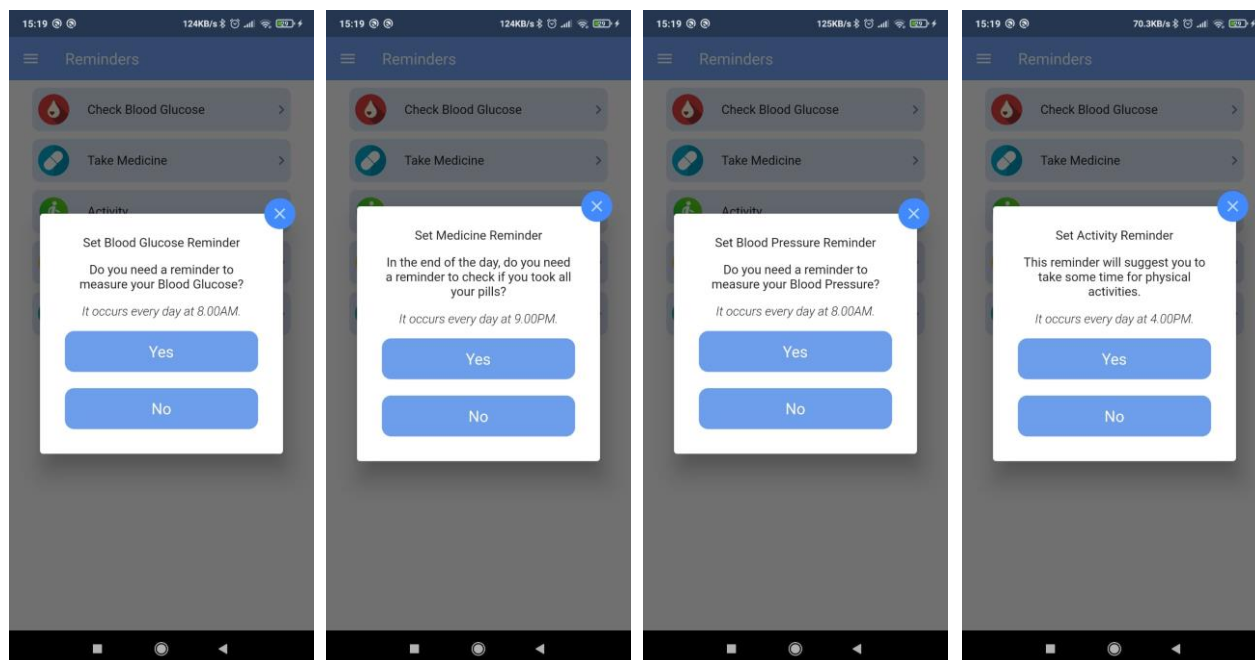 15:19
124KB/s
29
Reminders
Check Blood Glucose
Take Medicine
Activity
Set Blood Glucose Reminder
Do you need a reminder to
measure your Blood Glucose?
It occurs every day at 8.00AM.
Yes
No
15:19
124KB/s
29
Reminders
Check Blood Glucose
Take Medicine
Set Medicine Reminder
In the end of the day, do you need
a reminder to check if you took all
your pills?
It occurs every day at 9.00PM.
Yes
No
15:19
125KB/s
29
Reminders
Check Blood Glucose
Take Medicine
Activity
Set Blood Pressure Reminder
Do you need a reminder to
measure your Blood Pressure?
It occurs every day at 8.00AM.
Yes
No
15:19
70.3KB/s
29
Reminders
Check Blood Glucose
Take Medicine
Set Activity Reminder
This reminder will suggest you to
take some time for physical
activities.
It occurs every day at 4.00PM.
Yes
No